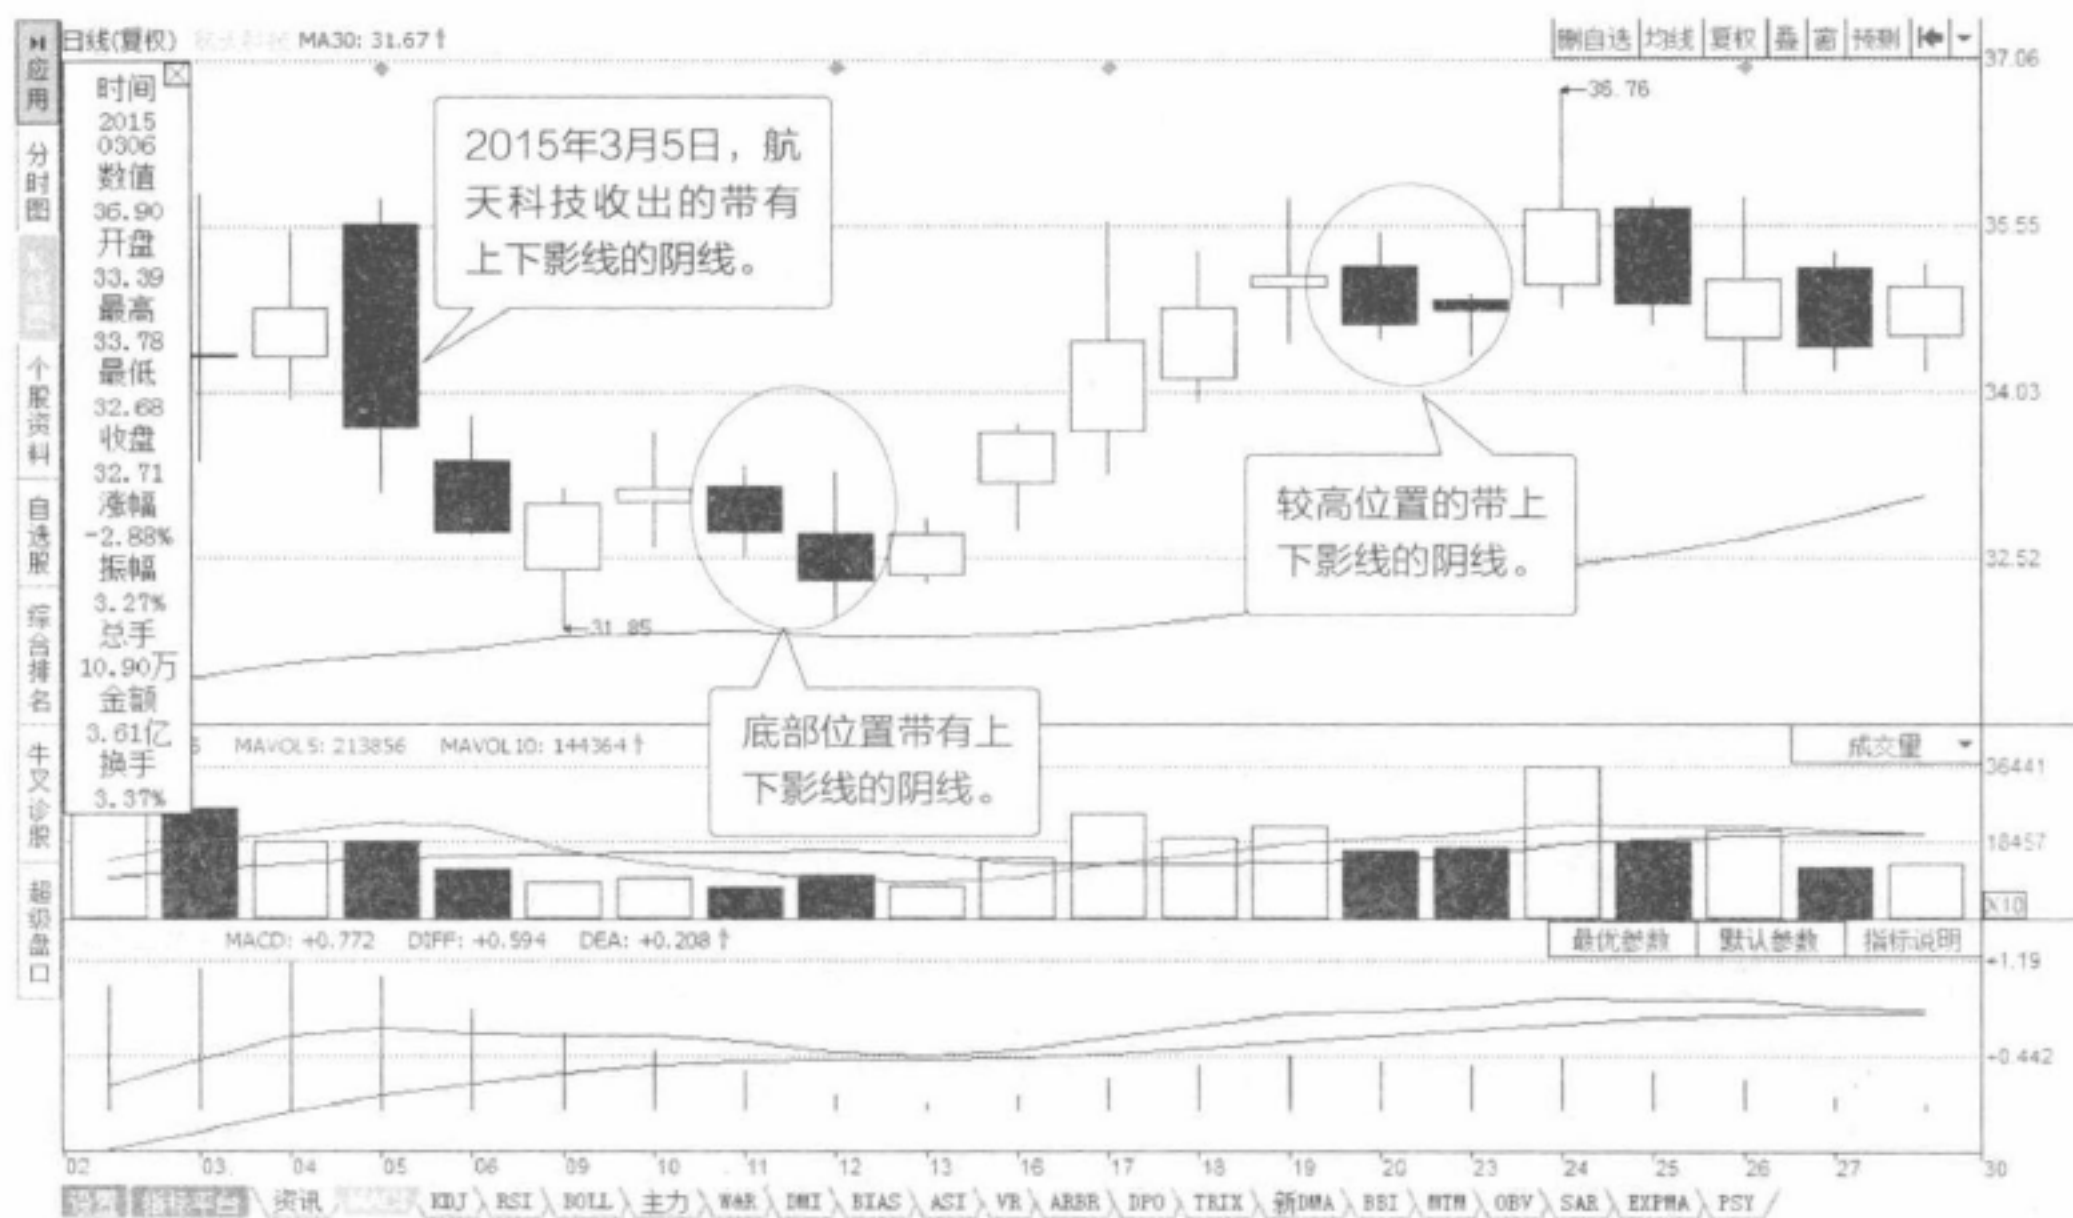 应用
分时图
个股资料
自选股
综合排名
牛叉诊股
超级盘口
日线(复权)
MA30: 31.67↑
删自选 均线 复权 叠 窗 预测
时间
2015
0306
数值
36.90
开盘
33.39
最高
33.78
最低
32.68
收盘
32.71
涨幅
-2.88%
振幅
3.27%
总手
10.90万
金额
3.61亿
换手
3.37%
2015年3月5日，航
天科技收出的带有
上下影线的阴线。
←36.76
较高位置的带上
下影线的阴线。
←31.85
底部位置带有上
下影线的阴线。
37.06
35.55
34.03
32.52
MAVOL5: 213856 MAVOL10: 144364↑
成交量
36441
18457
X10
MACD: +0.772 DIFF: +0.594 DEA: +0.208↑
最优参数 默认参数 指标说明
+1.19
+0.442
02 03 04 05 06 09 10 11 12 13 16 17 18 19 20 23 24 25 26 27 30
资讯 KDJ RSI BOLL 主力 W&R DMI BIAS ASI VR ARBR DPO TRIX 新DMA BBI MTM OBV SAR EXPMA PSY